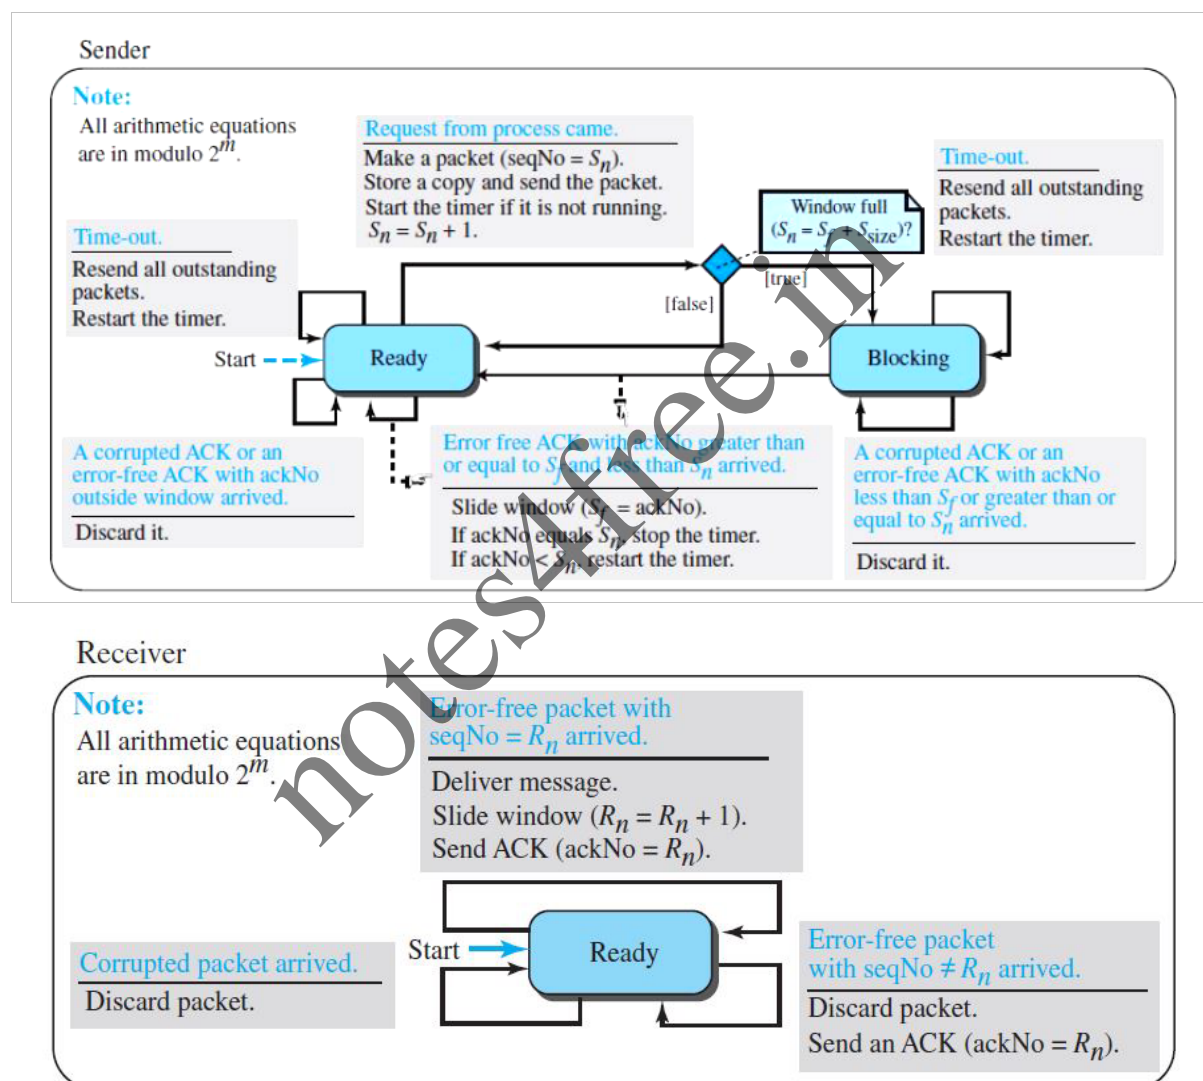 Sender
Note:
All arithmetic equations
are in modulo 2^m.
Request from process came.
Make a packet (seqNo = Sn).
Store a copy and send the packet.
Start the timer if it is not running.
Sn = Sn + 1.
Window full
(Sn = Sf + Ssize)?
Time-out.
Resend all outstanding
packets.
Restart the timer.
Time-out.
Resend all outstanding
packets.
Restart the timer.
[true]
[false]
Start
Ready
Blocking
A corrupted ACK or an
error-free ACK with ackNo
outside window arrived.
Discard it.
Error free ACK with ackNo greater than
or equal to Sf and less than Sn arrived.
Slide window (Sf = ackNo).
If ackNo equals Sn, stop the timer.
If ackNo < Sn, restart the timer.
A corrupted ACK or an
error-free ACK with ackNo
less than Sf or greater than or
equal to Sn arrived.
Discard it.
notes4free.in
Receiver
Note:
All arithmetic equations
are in modulo 2^m.
Error-free packet with
seqNo = Rn arrived.
Deliver message.
Slide window (Rn = Rn + 1).
Send ACK (ackNo = Rn).
Start
Ready
Corrupted packet arrived.
Discard packet.
Error-free packet
with seqNo ≠ Rn arrived.
Discard packet.
Send an ACK (ackNo = Rn).